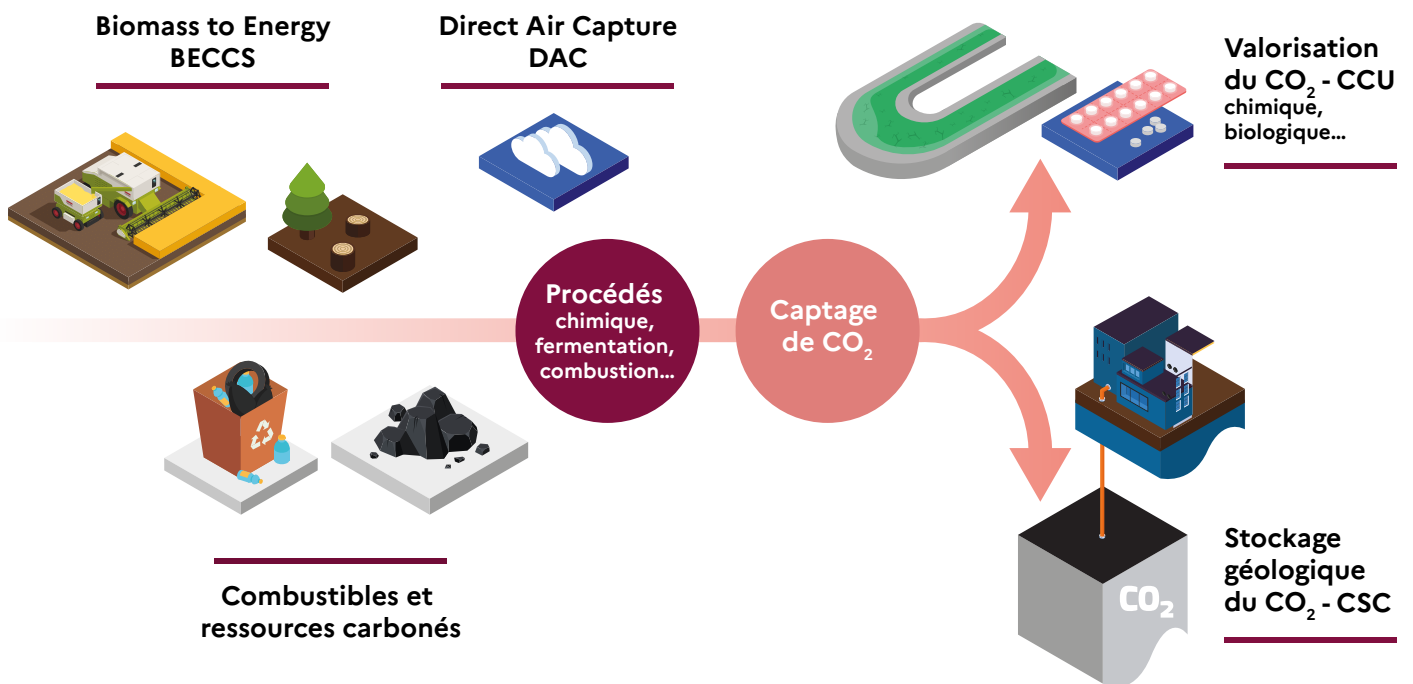 Biomass to Energy
BECCS
Direct Air Capture
DAC
Valorisation
du CO₂ - CCU
chimique,
biologique…
Procédés
chimique,
fermentation,
combustion…
Captage
de CO₂
Combustibles et
ressources carbonés
CO₂
Stockage
géologique
du CO₂ - CSC